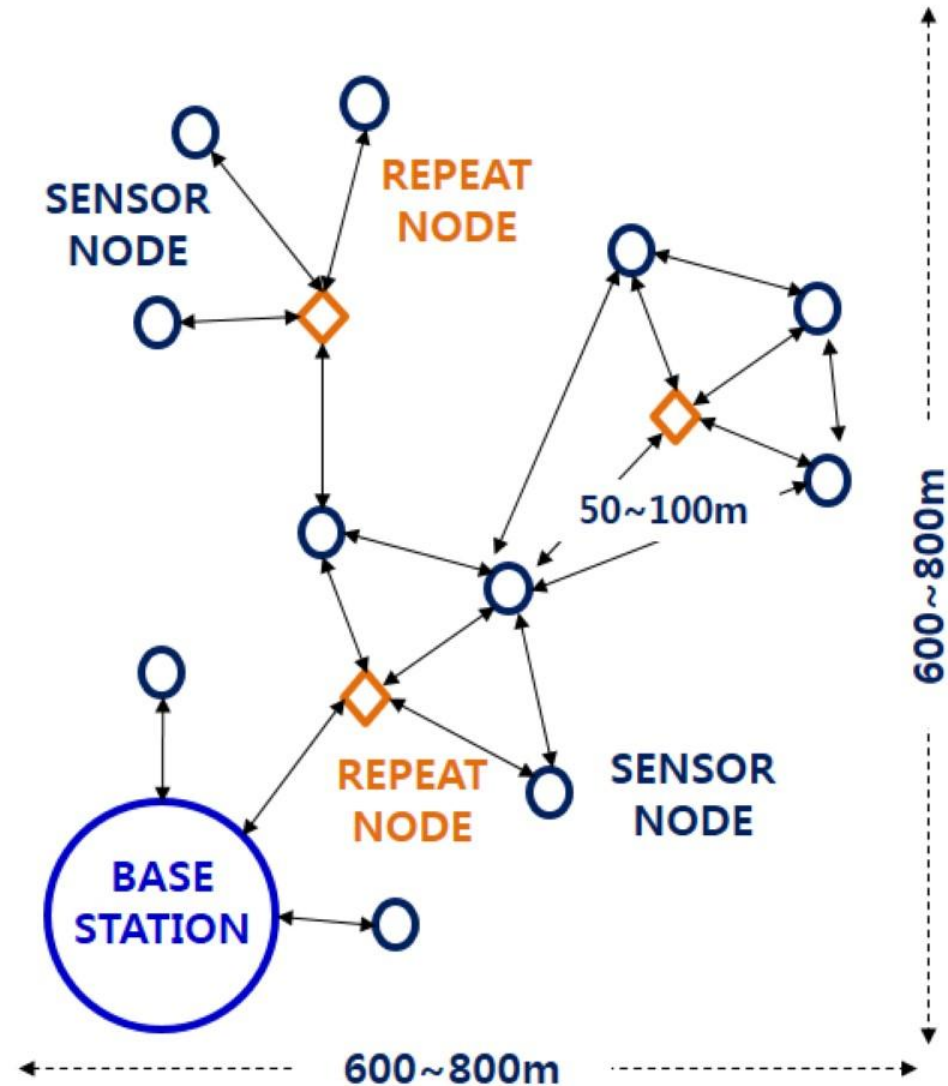 REPEAT
NODE
SENSOR
NODE
50~100m
600~800m
REPEAT
NODE
SENSOR
NODE
BASE
STATION
600~800m